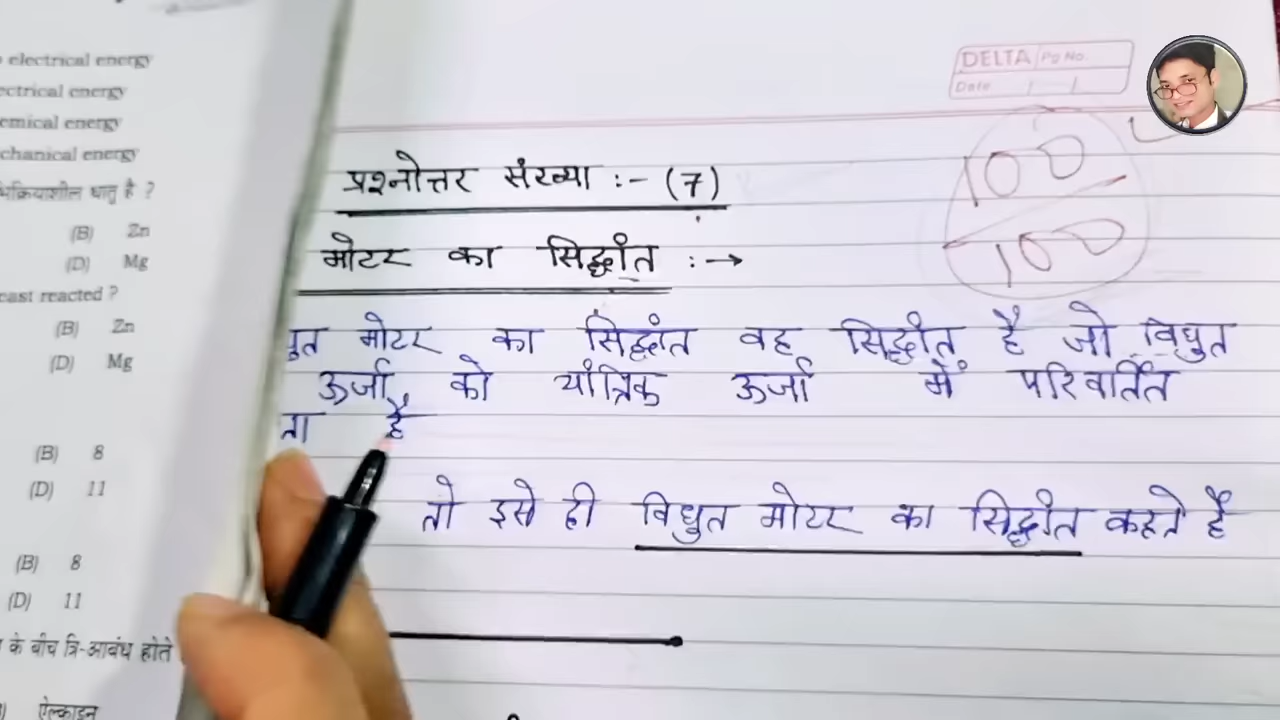 electrical energy
ectrical energy
emical energy
chanical energy
भिक्रियाशील धातु है ?
(B) Zn
(D) Mg
east reacted ?
(B) Zn
(D) Mg
(B) 8
(D) 11
(B) 8
(D) 11
के बीच त्रि-आबंध होते
ऐल्काइन
DELTA Pg No.
Date / /
100
100
प्रश्नोत्तर संख्या :- (7)
मोटर का सिद्धांत :→
धुत मोटर का सिद्धांत वह सिद्धांत है जो विधुत
ऊर्जा को यांत्रिक ऊर्जा में परिवर्तित
ता है
तो इसे ही विधुत मोटर का सिद्धांत कहते हैं